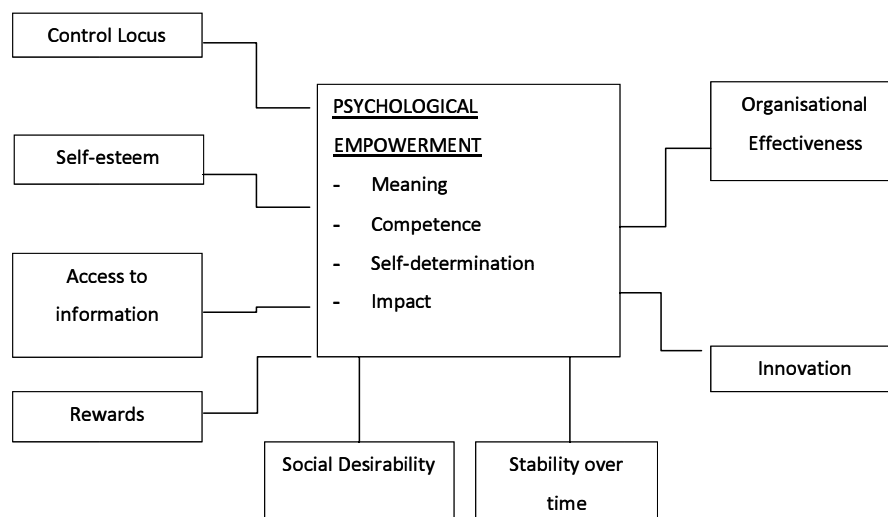 Control Locus
Self-esteem
Access to
information
Rewards
PSYCHOLOGICAL
EMPOWERMENT
- Meaning
- Competence
- Self-determination
- Impact
Organisational
Effectiveness
Innovation
Social Desirability
Stability over
time